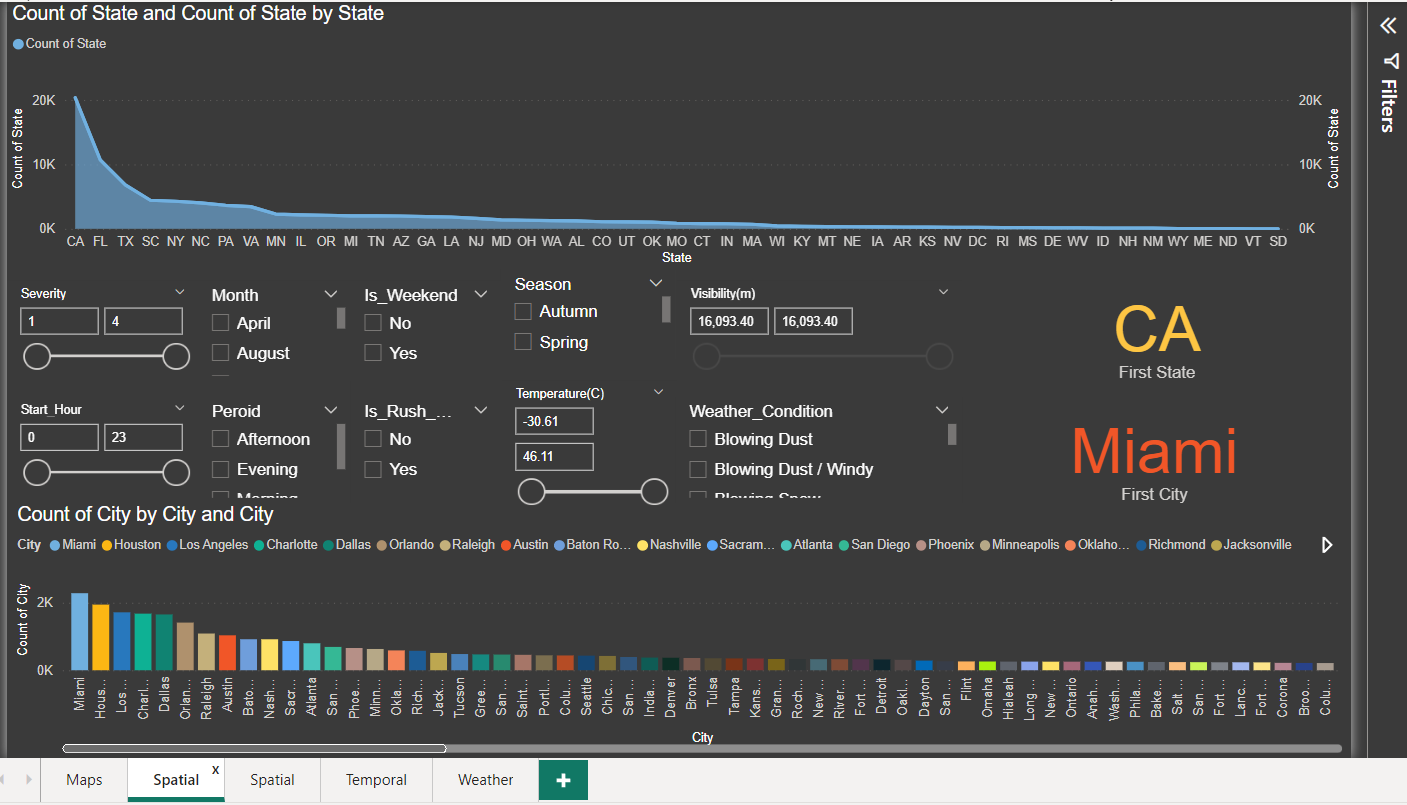 Count of State and Count of State by State
Count of State
Count of State
20K
10K
0K
20K
10K
0K
Count of State
CA FL TX SC NY NC PA VA MN IL OR MI TN AZ GA LA NJ MD OH WA AL CO UT OK MO CT IN MA WI KY MT NE IA AR KS NV DC RI MS DE WV ID NH NM WY ME ND VT SD
State
Filters
Severity
1 4
Month
April
August
Is_Weekend
No
Yes
Season
Autumn
Spring
Visibility(m)
16,093.40 16,093.40
CA
First State
Start_Hour
0 23
Peroid
Afternoon
Evening
Morning
Is_Rush_...
No
Yes
Temperature(C)
-30.61
46.11
Weather_Condition
Blowing Dust
Blowing Dust / Windy
Blowing Snow
Miami
First City
Count of City by City and City
City Miami Houston Los Angeles Charlotte Dallas Orlando Raleigh Austin Baton Ro... Nashville Sacram... Atlanta San Diego Phoenix Minneapolis Oklaho... Richmond Jacksonville
Count of City
2K
0K
Miami Hous... Los... Charl... Dallas Orlan... Raleigh Austin Bato... Nash... Sacr... Atlanta San... Phoe... Minn... Okla... Rich... Jack... Tucson Gree... San... Saint... Portl... Colu... Seattle Chic... San... India... Denver Bronx Tulsa Tampa Kans... Gran... Roch... New... River... Fort... Detroit Oakl... Dayton San... Flint Omaha Hialeah Long... New... Ontario Anah... Wash... Phila... Bake... Salt... San... Fort... Lanc... Fort... Corona Broo... Colu...
City
Maps Spatial x Spatial Temporal Weather +